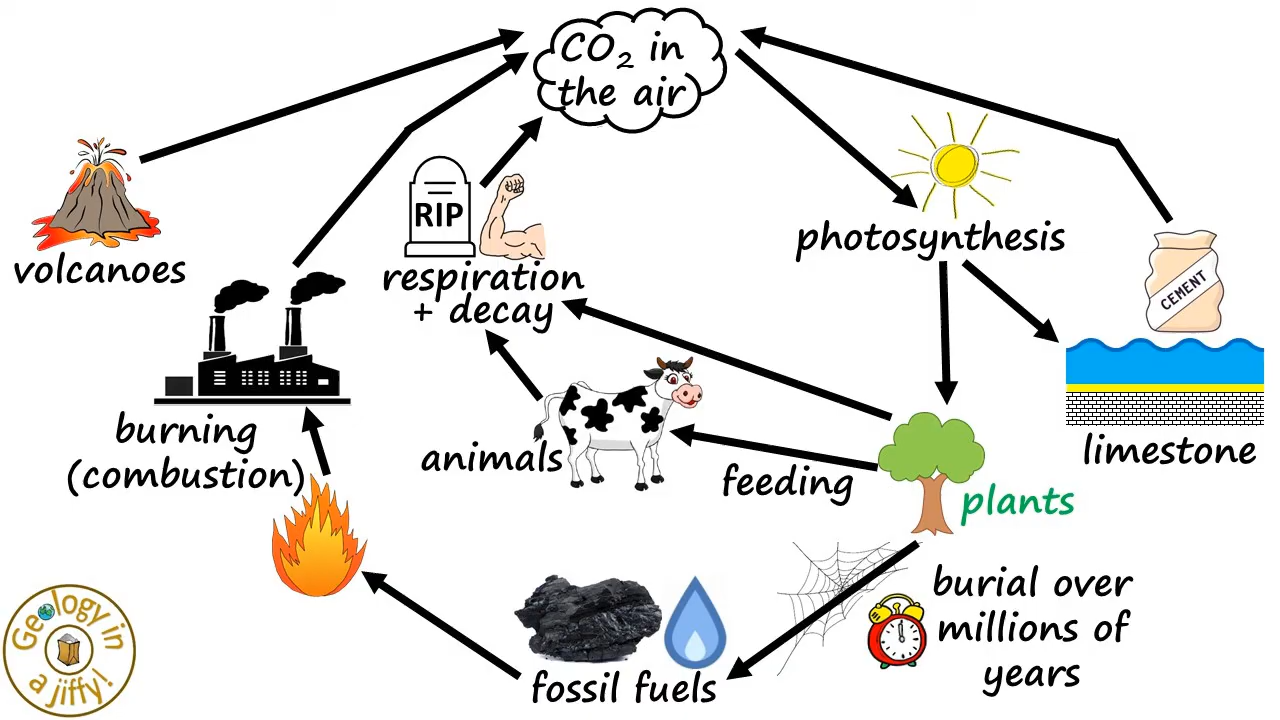 CO₂ in
the air
volcanoes
RIP
respiration
+ decay
photosynthesis
CEMENT
burning
(combustion)
animals
feeding
plants
limestone
burial over
millions of
years
fossil fuels
Geology in
a jiffy!